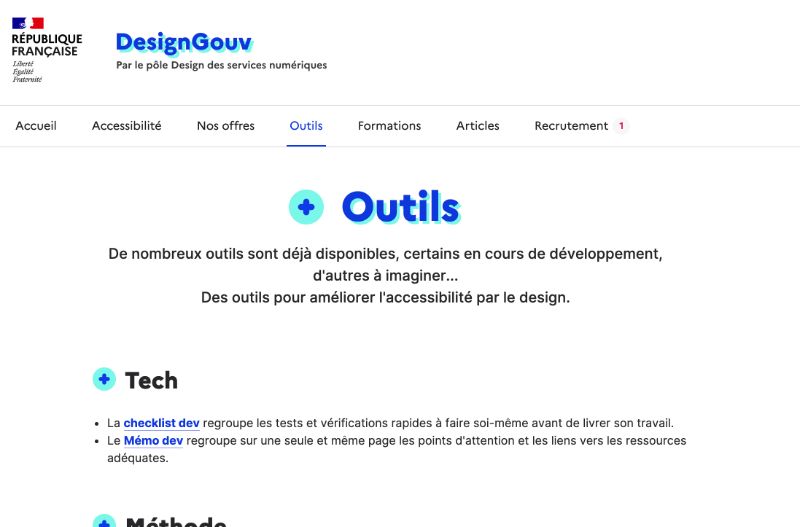 RÉPUBLIQUE
FRANÇAISE
Liberté
Égalité
Fraternité
DesignGouv
Par le pôle Design des services numériques
Accueil
Accessibilité
Nos offres
Outils
Formations
Articles
Recrutement 1
Outils
De nombreux outils sont déjà disponibles, certains en cours de développement,
d'autres à imaginer...
Des outils pour améliorer l'accessibilité par le design.
Tech
• La checklist dev regroupe les tests et vérifications rapides à faire soi-même avant de livrer son travail.
• Le Mémo dev regroupe sur une seule et même page les points d'attention et les liens vers les ressources
adéquates.
Méthode